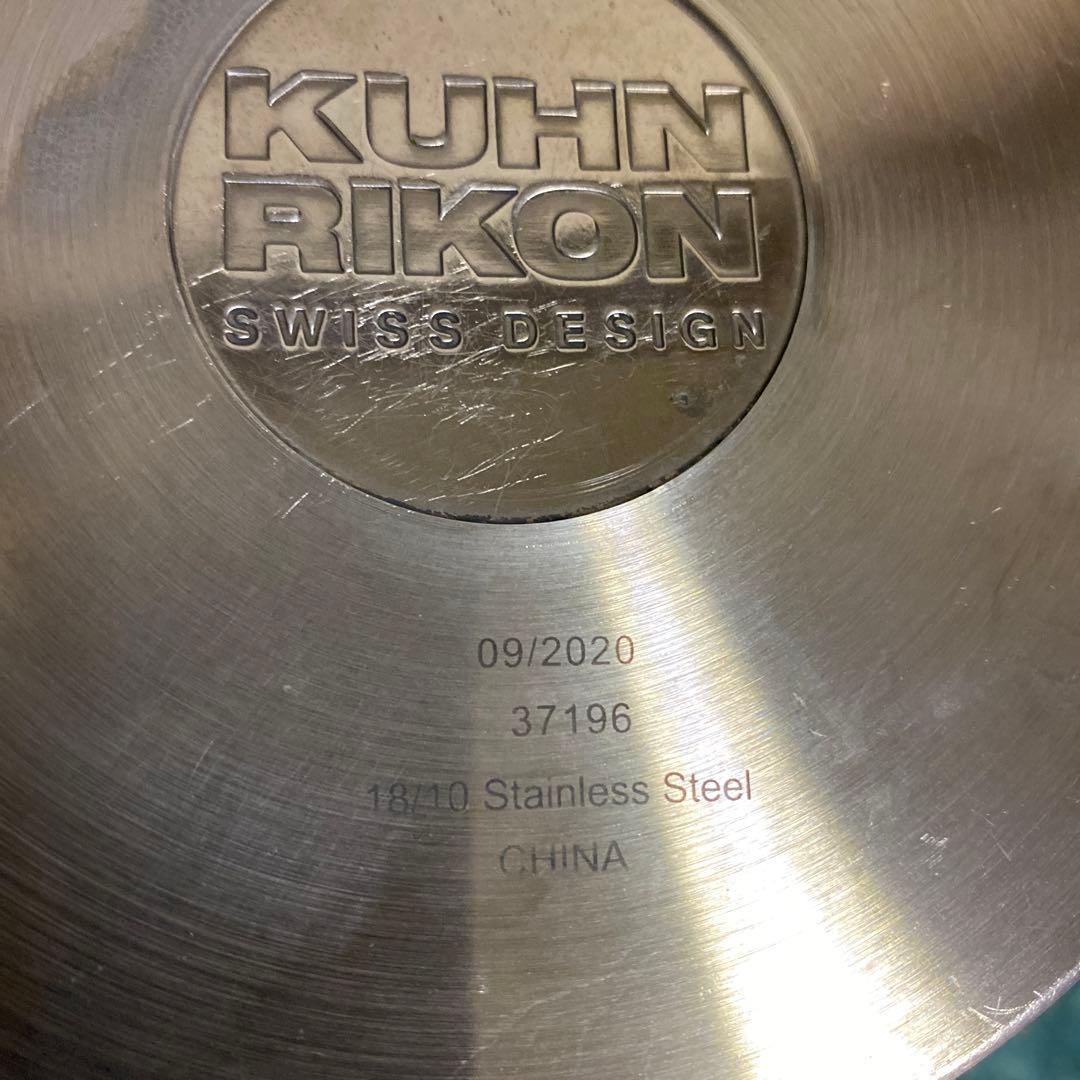 KUHN
RIKON
SWISS DESIGN
09/2020
37196
18/10 Stainless Steel
CHINA